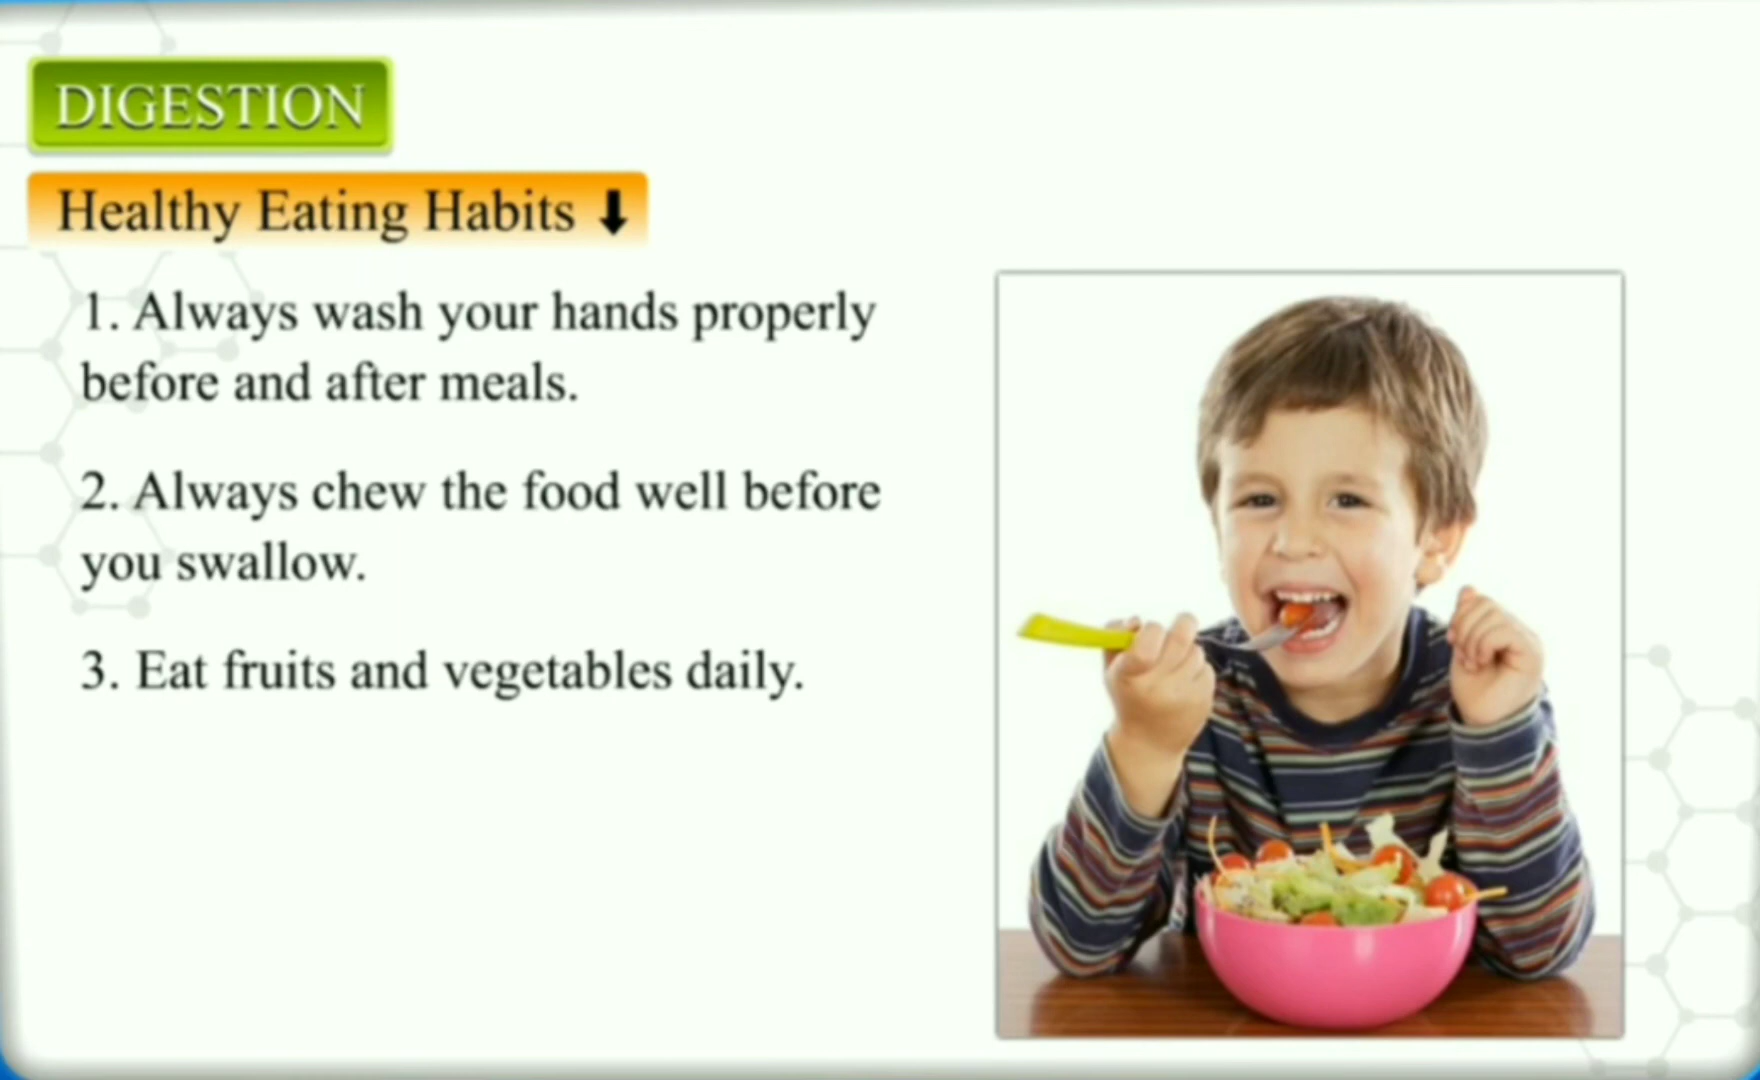 DIGESTION
Healthy Eating Habits
1. Always wash your hands properly
before and after meals.
2. Always chew the food well before
you swallow.
3. Eat fruits and vegetables daily.